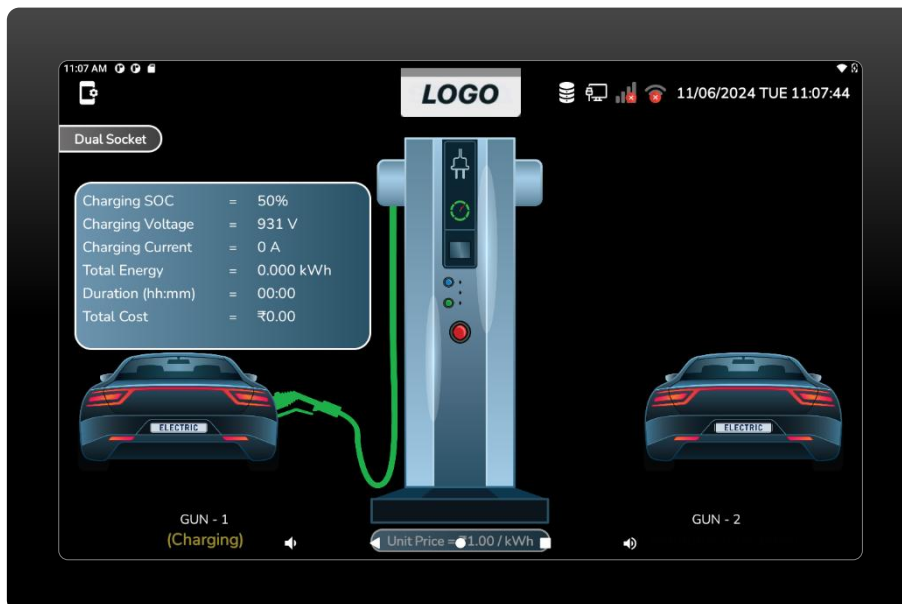 11:07 AM
LOGO
11/06/2024 TUE 11:07:44
Dual Socket
Charging SOC = 50%
Charging Voltage = 931 V
Charging Current = 0 A
Total Energy = 0.000 kWh
Duration (hh:mm) = 00:00
Total Cost = ₹0.00
ELECTRIC
ELECTRIC
GUN - 1
GUN - 2
(Charging)
Unit Price = ₹1.00 / kWh